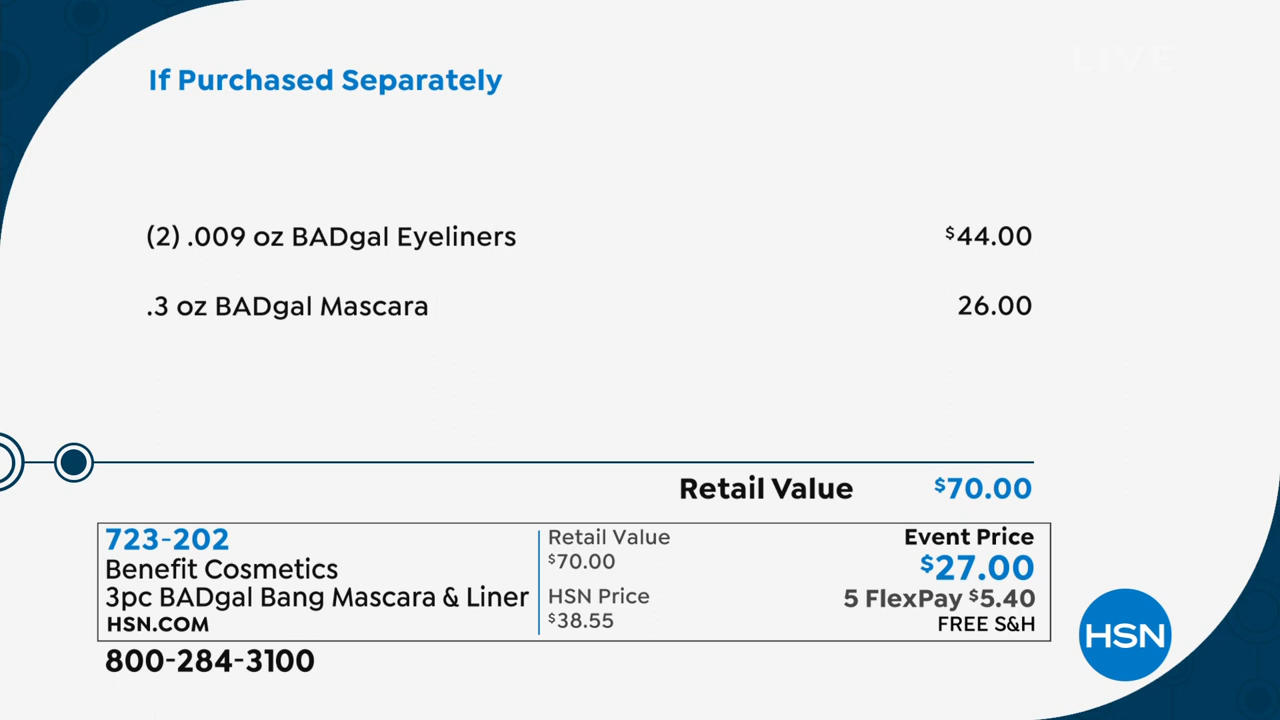 LIVE
If Purchased Separately
(2) .009 oz BADgal Eyeliners $44.00
.3 oz BADgal Mascara 26.00
Retail Value $70.00
723-202
Benefit Cosmetics
3pc BADgal Bang Mascara & Liner
HSN.COM
Retail Value
$70.00
HSN Price
$38.55
Event Price
$27.00
5 FlexPay $5.40
FREE S&H
HSN
800-284-3100